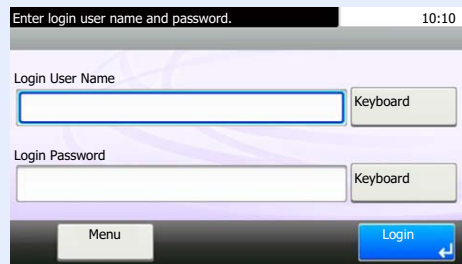 Enter login user name and password. 10:10
Login User Name
Keyboard
Login Password
Keyboard
Menu Login